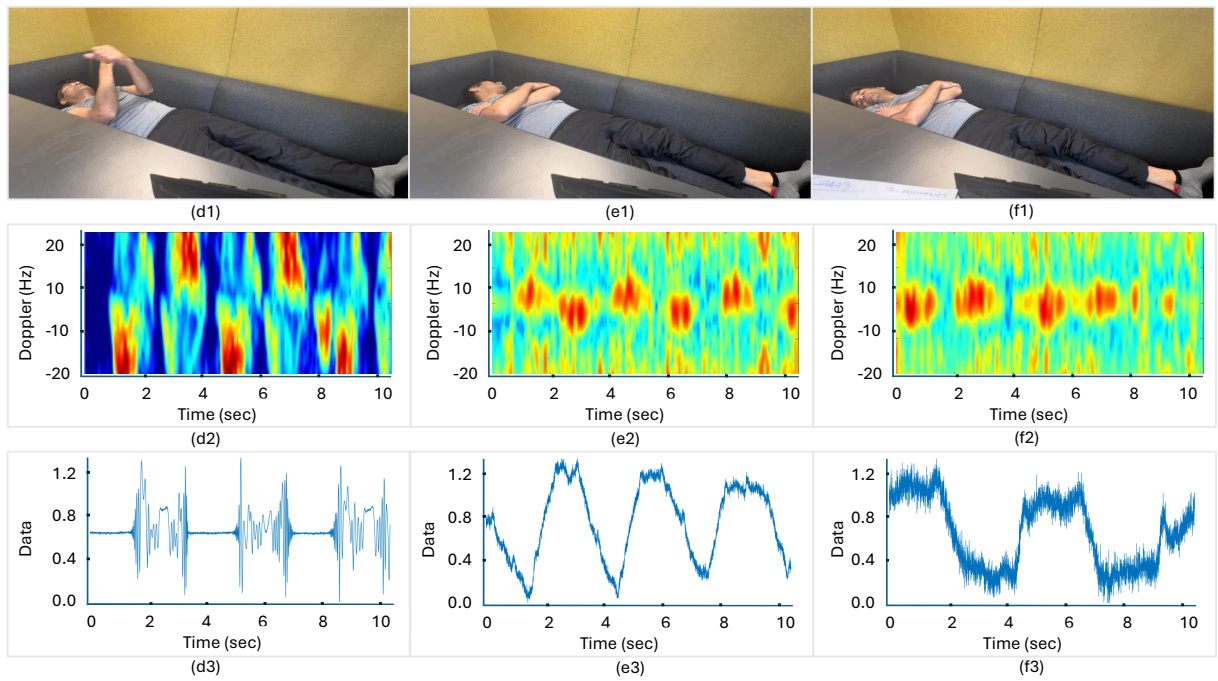 (d1) (e1) (f1)
20
10
-10
-20
Doppler (Hz)
0 2 4 6 8 10
Time (sec)
(d2)
20
10
-10
-20
Doppler (Hz)
0 2 4 6 8 10
Time (sec)
(e2)
20
10
-10
-20
Doppler (Hz)
0 2 4 6 8 10
Time (sec)
(f2)
1.2
0.8
0.4
0.0
Data
0 2 4 6 8 10
Time (sec)
(d3)
1.2
0.8
0.4
0.0
Data
0 2 4 6 8 10
Time (sec)
(e3)
1.2
0.8
0.4
0.0
Data
0 2 4 6 8 10
Time (sec)
(f3)